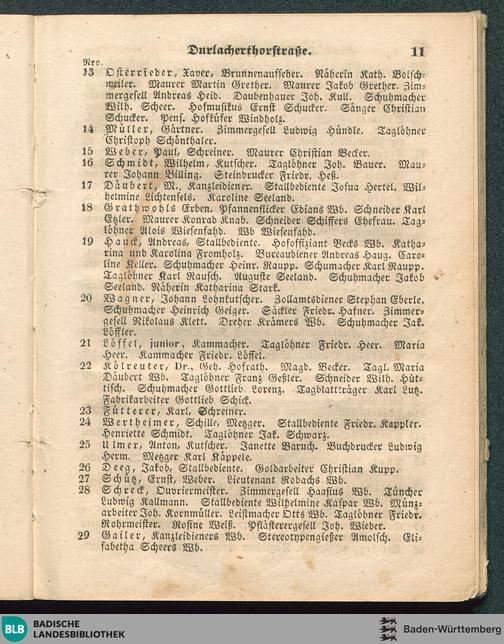 Durlacherthorstraße. 11
Nro.
13 Osterrieder, Xaver, Brunnenaufseher. Näherin Kath. Bolsch-
weiler. Maurer Martin Grether. Maurer Jakob Grether. Zim-
mergesell Andreas Heid. Daubenhauer Joh. Kull. Schuhmacher
Wilh. Scheer. Hofmusikus Ernst Schucker. Sänger Christian
Schucker. Pens. Hofküfer Windholz.
14 Müller, Gärtner. Zimmergesell Ludwig Hündle. Taglöhner
Christoph Schönthaler.
15 Weber, Paul, Schreiner. Maurer Christian Becker.
16 Schmidt, Wilhelm, Kutscher. Taglöhner Joh. Bauer. Mau-
rer Johann Billing. Steindrucker Friedr. Heß.
17 Däubert, M., Kanzleidiener. Stallbediente Josua Hertel. Wil-
helmine Lichtenfels. Karoline Seeland.
18 Grathwohls Erben. Pfannenflicker Edians Wb. Schneider Karl
Etzler. Maurer Konrad Knab. Schneider Schiffers Ehefrau. Tag-
löhner Alois Wiesenfahd. Wb Wiesenfahd.
19 Hauck, Andreas, Stallbediente. Hofoffiziant Becks Wb. Katha-
rina und Karolina Fromholz. Bureaudiener Andreas Haug. Caro-
line Keller. Schuhmacher Heinr. Raupp. Schumacher Karl Raupp.
Taglöhner Karl Rausch. Auguste Seeland. Schuhmacher Jakob
Seeland. Näherin Katharina Stark.
20 Wagner, Johann Lohnkutscher. Zollamtsdiener Stephan Eberle.
Schuhmacher Heinrich Geiger. Säckler Friedr. Hafner. Zimmer-
gesell Nikolaus Klett. Dreher Krämers Wb. Schuhmacher Jak.
Löffler.
21 Löffel, junior, Kammacher. Taglöhner Friedr. Heer. Maria
Heer. Kammacher Friedr. Löffel.
22 Kölreuter, Dr., Geh. Hofrath. Magd. Becker. Tagl. Maria
Däubert Wb. Taglöhner Franz Geßler. Schneider Wilh. Hüt-
tisch. Schuhmacher Gottlieb Lorenz. Tagblattträger Karl Lutz.
Fabrikarbeiter Gottlieb Schick.
23 Fütterer, Karl, Schreiner.
24 Wertheimer, Schille, Metzger. Stallbediente Friedr. Kappler.
Henriette Schmidt. Taglöhner Jak. Schwarz.
25 Ulmer, Anton, Kutscher. Janette Baruch. Buchdrucker Ludwig
Herm. Metzger Karl Käppele.
26 Deeg, Jakob, Stallbediente. Goldarbeiter Christian Kupp.
27 Schütz, Ernst, Weber. Lieutenant Robachs Wb.
28 Schreck, Ouvriermeister. Zimmergesell Haasius Wb. Tüncher
Ludwig Kallmann. Stallbediente Wilhelmine Kaspar Wb. Münz-
arbeiter Joh. Kornmüller. Leistmacher Otts Wb. Taglöhner Friedr.
Rohrmeister. Rosine Weiß. Pflästerergesell Joh. Wieder.
29 Gailer, Kanzleidieners Wb. Stereotypengießer Amolsch. Eli-
sabetha Scheers Wb.
BLB BADISCHE
LANDESBIBLIOTHEK
Baden-Württemberg